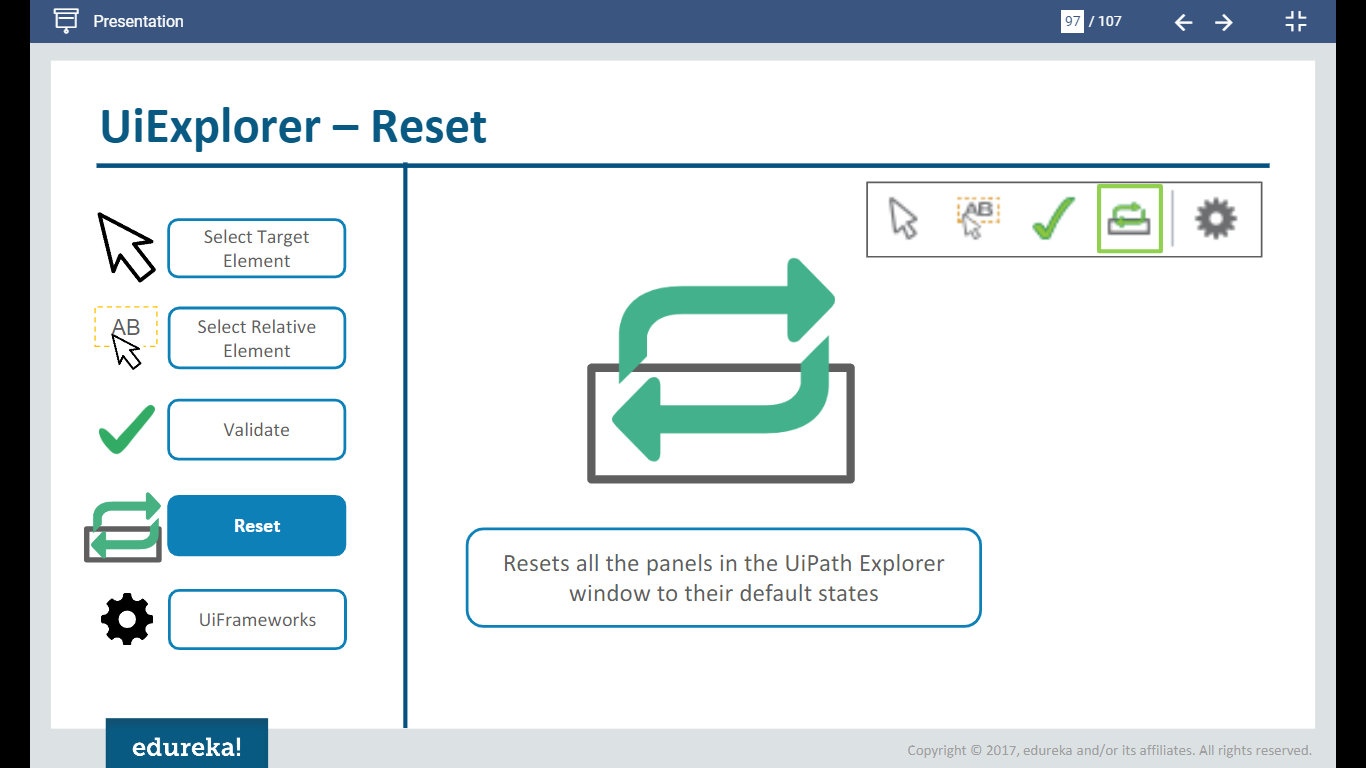 Presentation
97 / 107
UiExplorer – Reset
Select Target
Element
AB
Select Relative
Element
Validate
Reset
UiFrameworks
AB
Resets all the panels in the UiPath Explorer
window to their default states
edureka!
Copyright © 2017, edureka and/or its affiliates. All rights reserved.